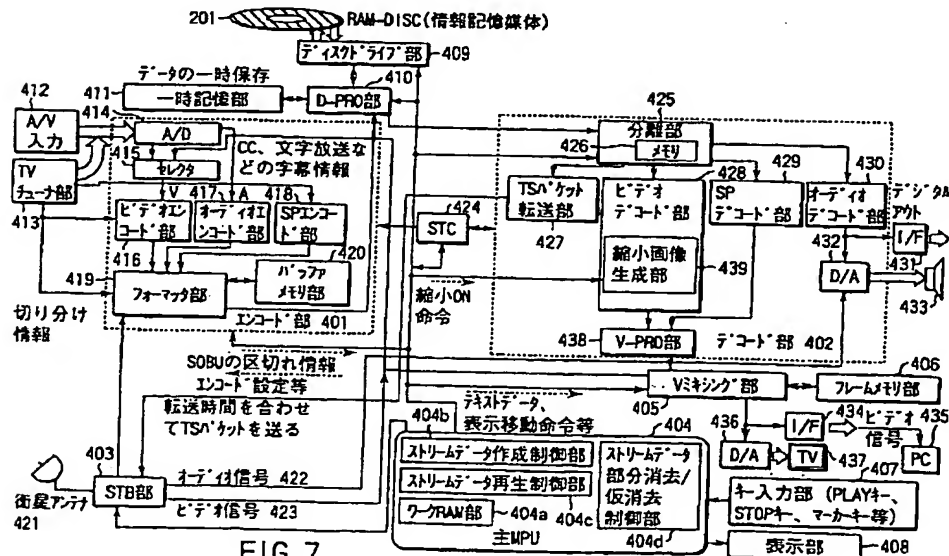 201
RAM-DISC(情報記憶媒体)
ディスクドライブ部
409
データの一時保存
410
411
一時記憶部
D-PRO部
412
A/V
入力
414
A/D
415
セレクタ
CC、文字放送な
どの字幕情報
TV
チューナ部
413
V
417
A
418
ビデオエン
コード部
オーディオエ
ンコード部
SPエンコ
ード部
416
420
419
フォーマッタ部
バッファ
メモリ部
切り分け
情報
エンコード部 401
424
STC
425
分離部
426
メモリ
428
429
430
TSパケット
転送部
427
ビデオ
デコード部
SP
デコード部
オーディオ
デコード部
デジタル
アウト
432
I/F
431
縮小画像
生成部
439
D/A
433
縮小ON
命令
438
V-PRO部
デコード部 402
SOBUの区切れ情報
エンコード設定等
転送時間を合わせ
てTSパケットを送る
Vミキシング部
405
406
フレームメモリ部
テキストデータ、
表示移動命令等
404b
404
434
I/F
ビデオ
信号
435
PC
436
D/A
TV
437
403
STB部
衛星アンテナ
421
オーディオ信号 422
ビデオ信号 423
ストリームデータ作成制御部
ストリームデータ再生制御部
ワークRAM部
404a
404c
ストリームデータ
部分消去/
仮消去
制御部
404d
主MPU
407
キー入力部 (PLAYキー、
STOPキー、マーカキー等)
表示部
408
FIG. 7